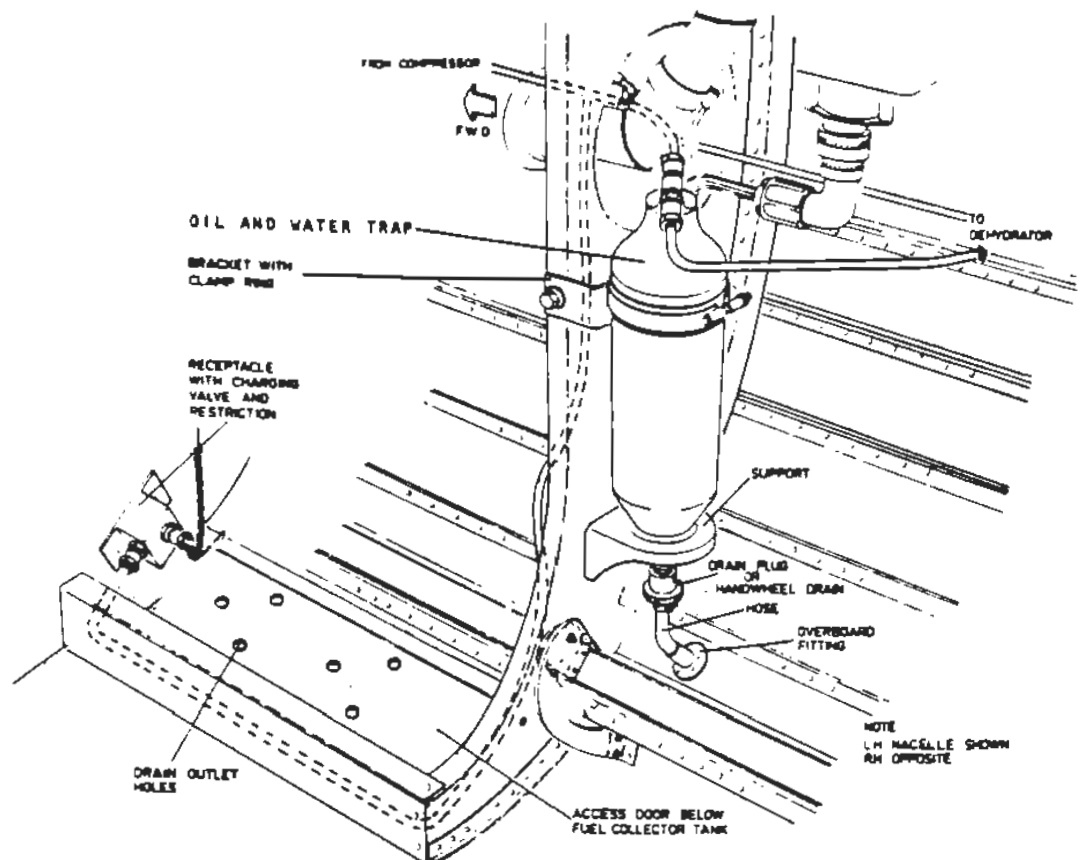 FROM COMPRESSOR
FWD
OIL AND WATER TRAP
TO
DEHYDRATOR
BRACKET WITH
CLAMP RING
RECEPTACLE
WITH CHARGING
VALVE AND
RESTRICTION
SUPPORT
DRAIN PLUG
OR
HANDWHEEL DRAIN
HOSE
OVERBOARD
FITTING
NOTE
LH NACELLE SHOWN
RH OPPOSITE
DRAIN OUTLET
HOLES
ACCESS DOOR BELOW
FUEL COLLECTOR TANK